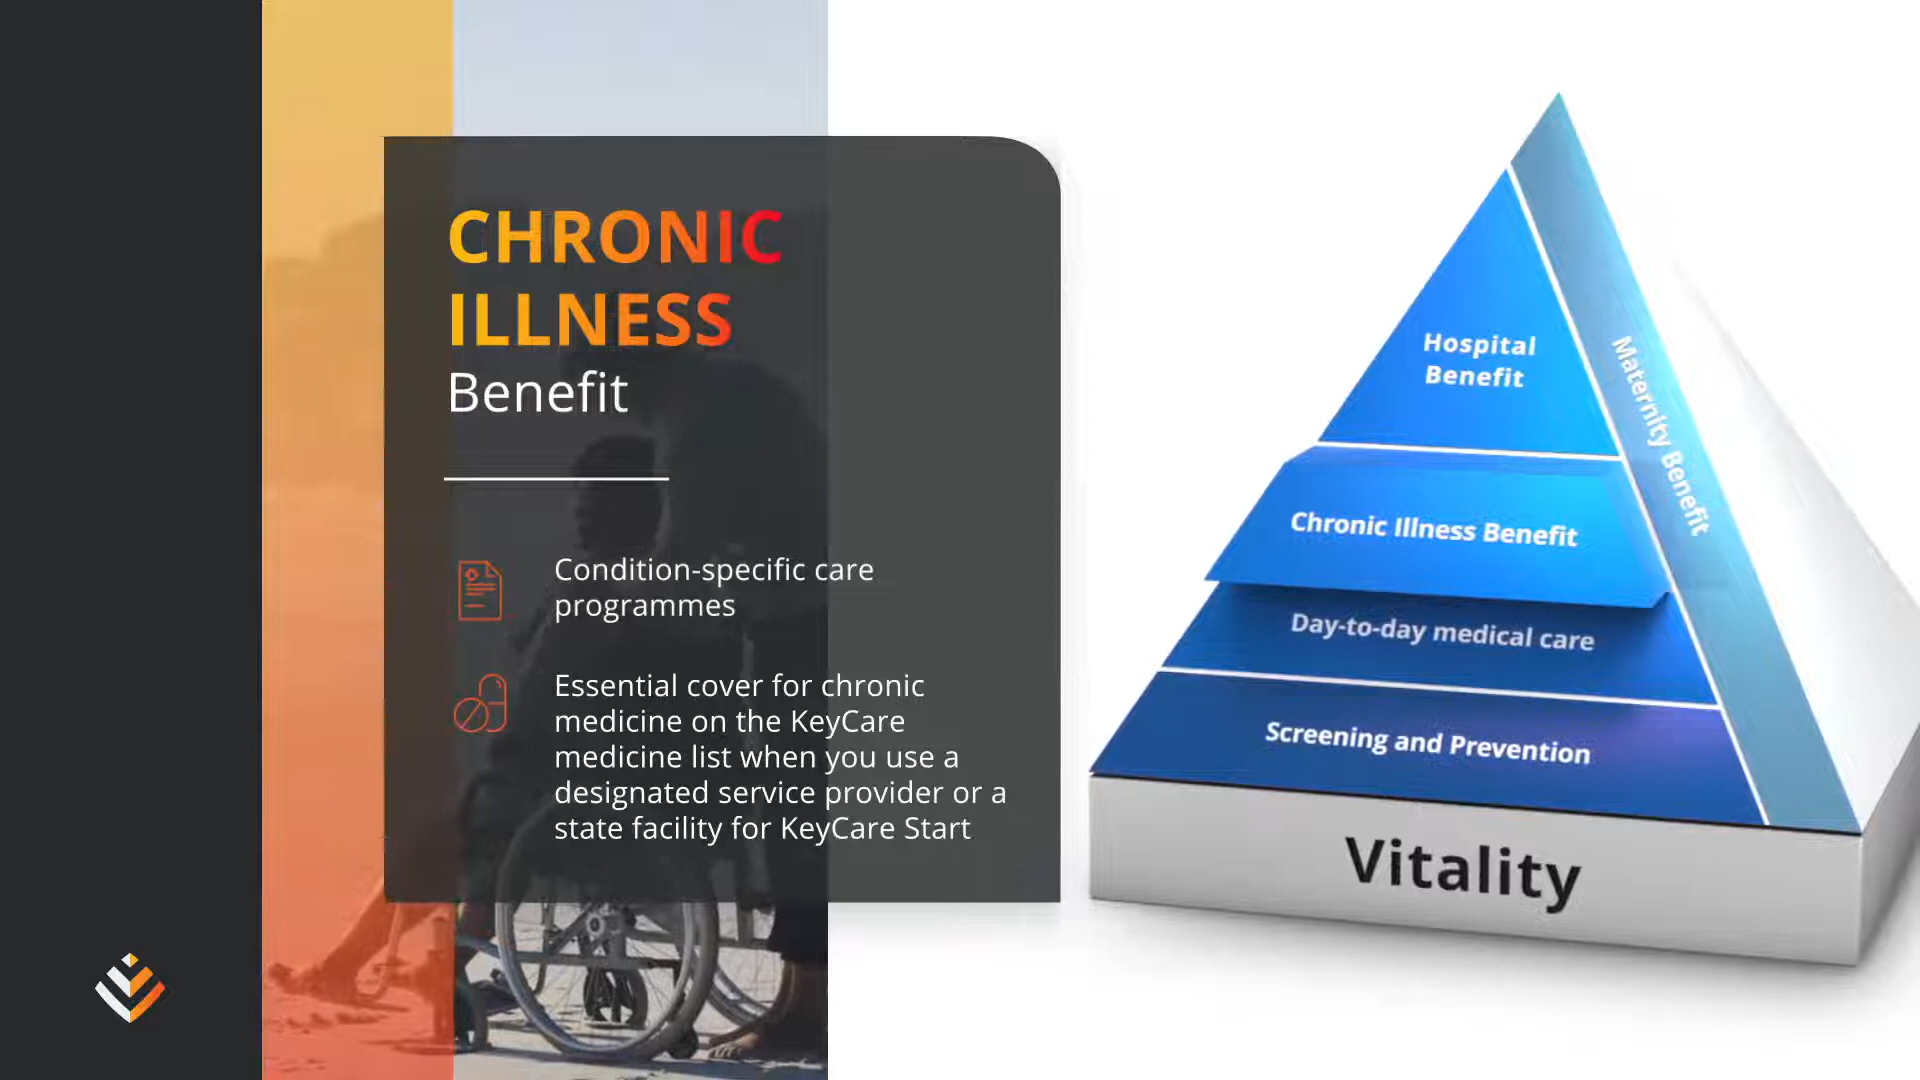 CHRONIC
ILLNESS
Benefit
Condition-specific care
programmes
Essential cover for chronic
medicine on the KeyCare
medicine list when you use a
designated service provider or a
state facility for KeyCare Start
Hospital
Benefit
Maternity Benefit
Chronic Illness Benefit
Day-to-day medical care
Screening and Prevention
Vitality